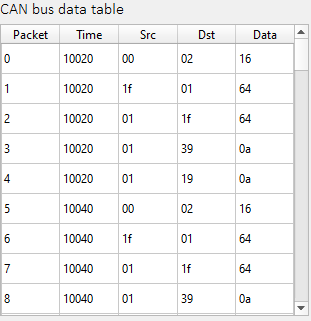 CAN bus data table
Packet Time Src Dst Data
0 10020 00 02 16
1 10020 1f 01 64
2 10020 01 1f 64
3 10020 01 39 0a
4 10020 01 19 0a
5 10040 00 02 16
6 10040 1f 01 64
7 10040 01 1f 64
8 10040 01 39 0a